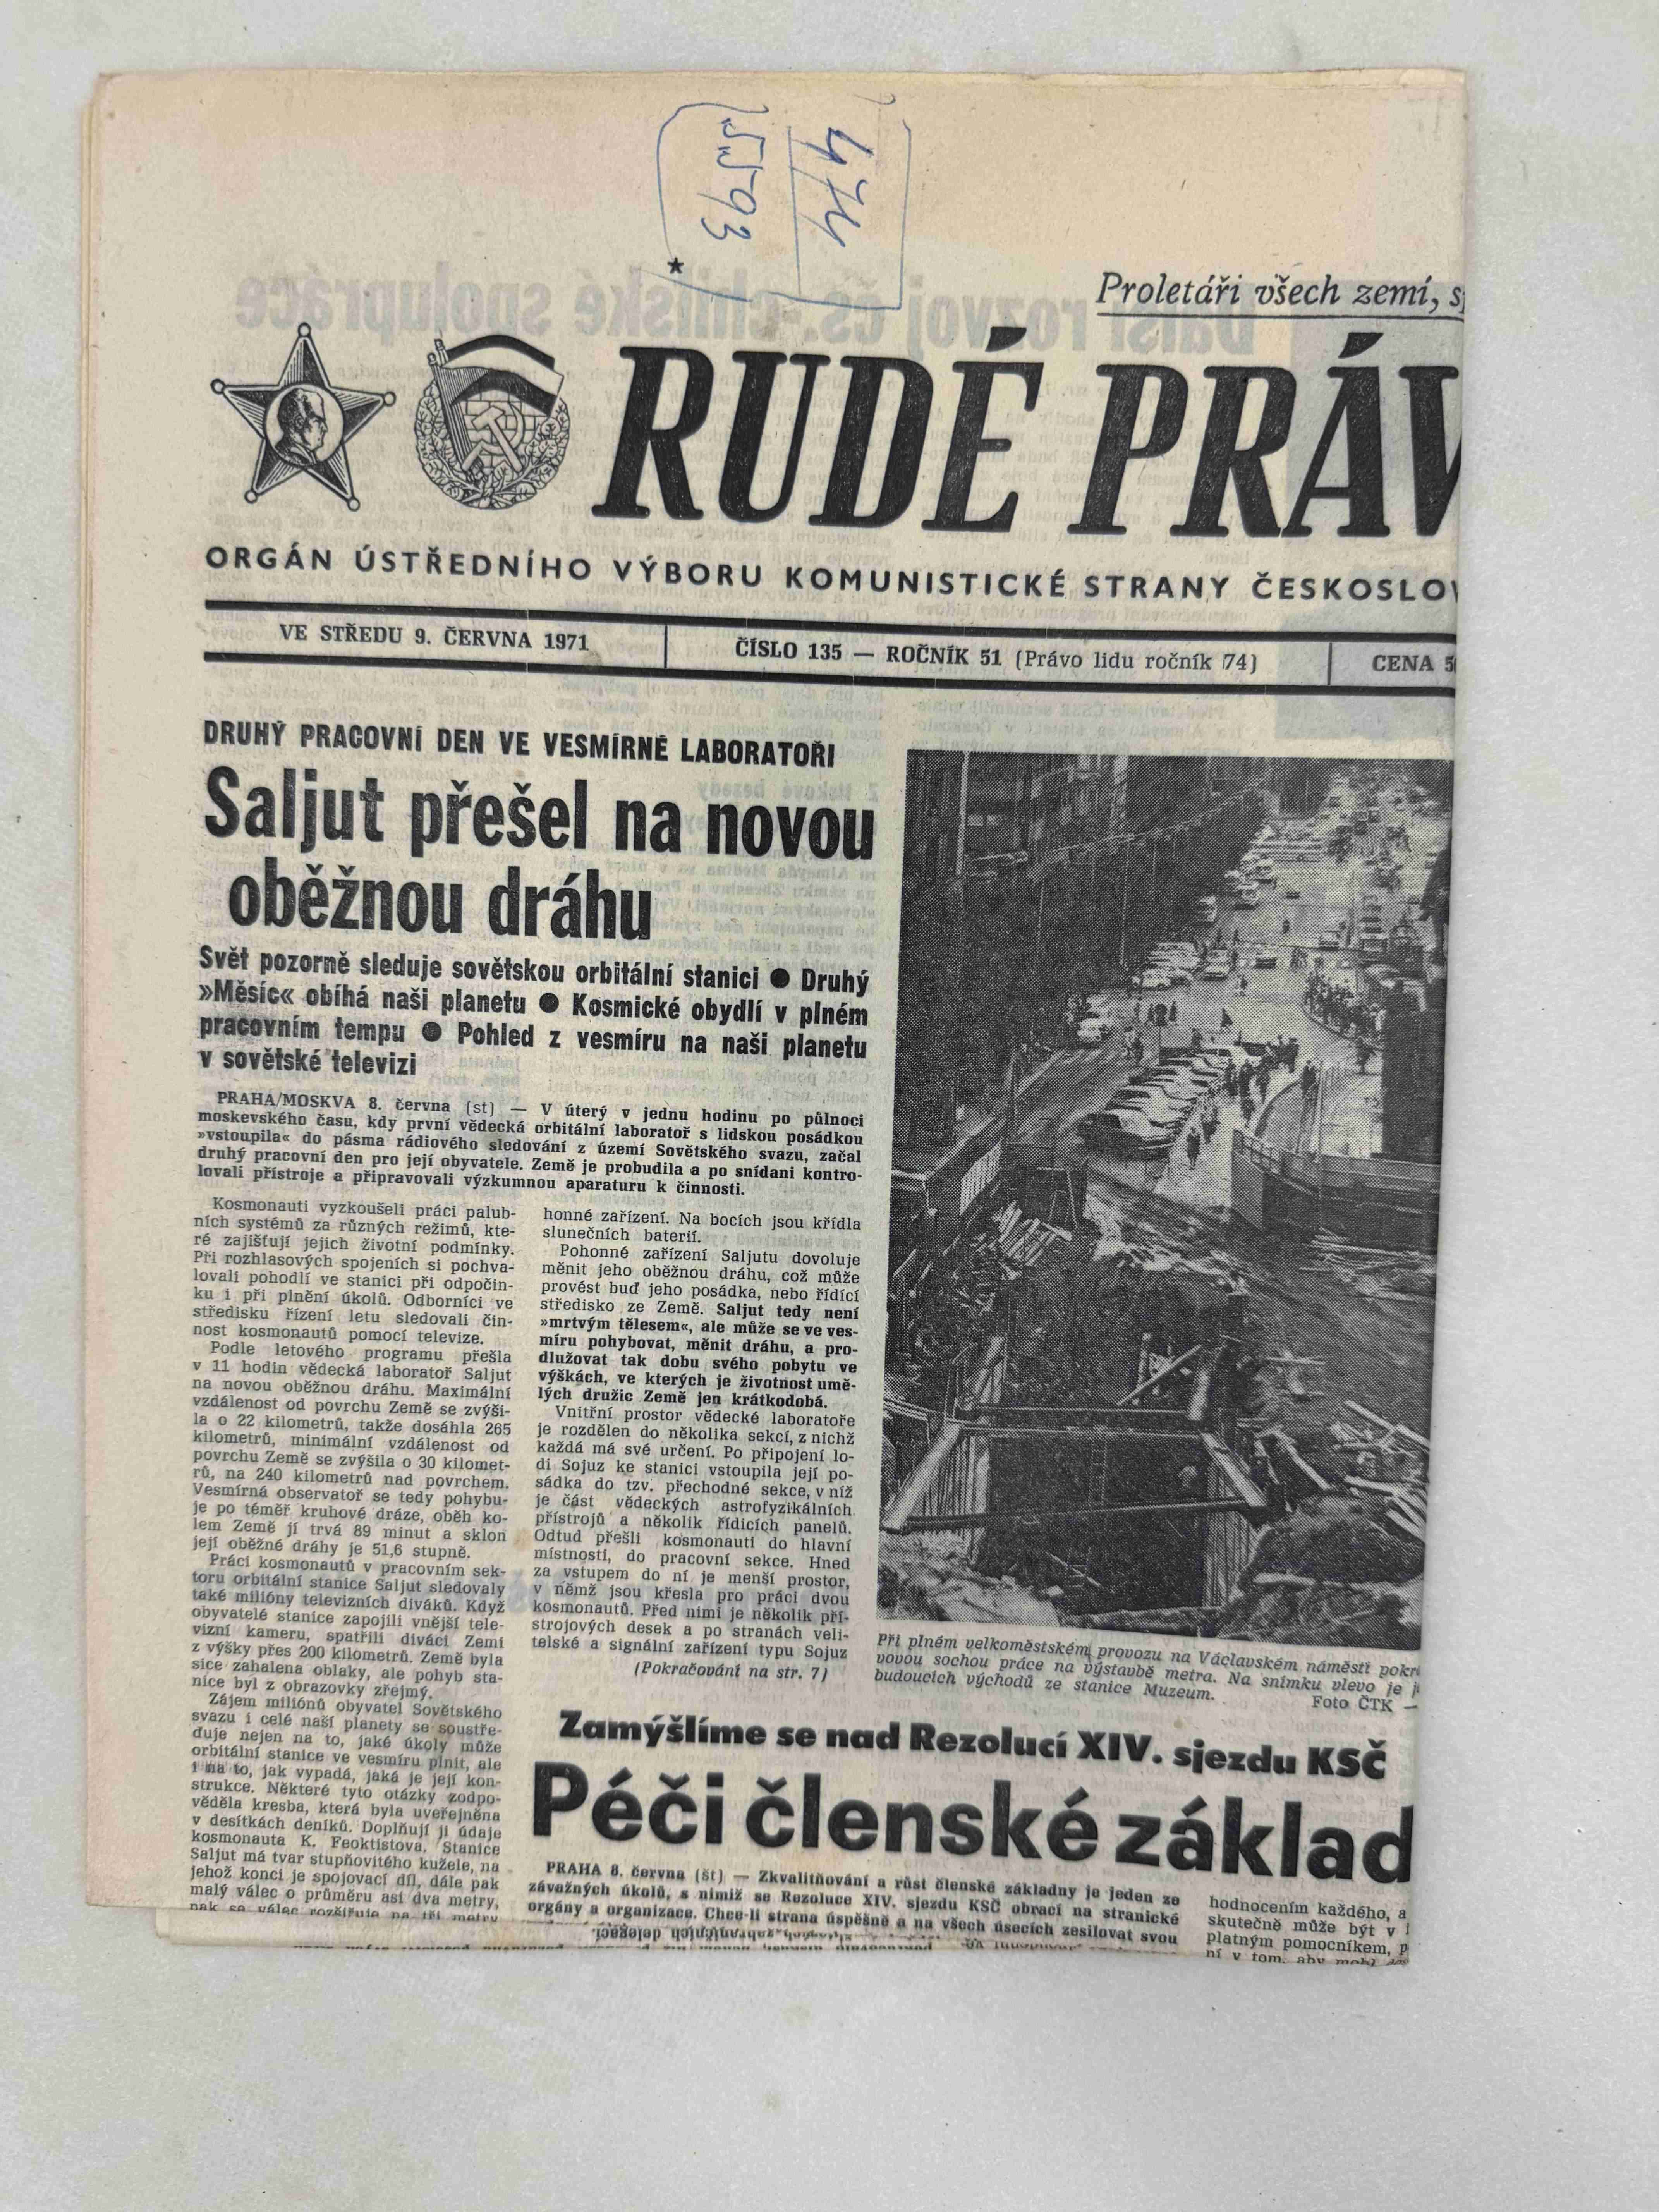 474
5593
*
Proletáři všech zemí,
RUDÉ PRÁV
ORGÁN ÚSTŘEDNÍHO VÝBORU KOMUNISTICKÉ STRANY ČESKOSLOV
VE STŘEDU 9. ČERVNA 1971
ČÍSLO 135 — ROČNÍK 51 (Právo lidu ročník 74)
CENA 5
DRUHÝ PRACOVNÍ DEN VE VESMÍRNÉ LABORATOŘI
Saljut přešel na novou
oběžnou dráhu
Svět pozorně sleduje sovětskou orbitální stanici ● Druhý
»Měsíc« obíhá naši planetu ● Kosmické obydlí v plném
pracovním tempu ● Pohled z vesmíru na naši planetu
v sovětské televizi
PRAHA/MOSKVA 8. června (st) — V úterý v jednu hodinu po půlnoci
moskevského času, kdy první vědecká orbitální laboratoř s lidskou posádkou
»vstoupila« do pásma rádiového sledování z území Sovětského svazu, začal
druhý pracovní den pro její obyvatele. Země je probudila a po snídani kontro-
lovali přístroje a připravovali výzkumnou aparaturu k činnosti.
Kosmonauti vyzkoušeli práci palub-
ních systémů za různých režimů, kte-
ré zajišťují jejich životní podmínky.
Při rozhlasových spojeních si pochva-
lovali pohodlí ve stanici při odpočin-
ku i při plnění úkolů. Odborníci ve
středisku řízení letu sledovali čin-
nost kosmonautů pomocí televize.
Podle letového programu přešla
v 11 hodin vědecká laboratoř Saljut
na novou oběžnou dráhu. Maximální
vzdálenost od povrchu Země se zvýši-
la o 22 kilometrů, takže dosáhla 265
kilometrů, minimální vzdálenost od
povrchu Země se zvýšila o 30 kilomet-
rů, na 240 kilometrů nad povrchem.
Vesmírná observatoř se tedy pohybu-
je po téměř kruhové dráze, oběh ko-
lem Země jí trvá 89 minut a sklon
její oběžné dráhy je 51,6 stupně.
Práci kosmonautů v pracovním sek-
toru orbitální stanice Saljut sledovaly
také milióny televizních diváků. Když
obyvatelé stanice zapojili vnější tele-
vizní kameru, spatřili diváci Zemi
z výšky přes 200 kilometrů. Země byla
sice zahalena oblaky, ale pohyb sta-
nice byl z obrazovky zřejmý.
Zájem miliónů obyvatel Sovětského
svazu i celé naší planety se soustře-
ďuje nejen na to, jaké úkoly může
orbitální stanice ve vesmíru plnit, ale
i na to, jak vypadá, jaká je její kon-
strukce. Některé tyto otázky zodpo-
věděla kresba, která byla uveřejněna
v desítkách deníků. Doplňují ji údaje
kosmonauta K. Feoktistova. Stanice
Saljut má tvar stupňovitého kužele, na
jehož konci je spojovací díl, dále pak
malý válec o průměru asi dva metry,
pak se válec rozšiřuje na tři metry
honné zařízení. Na bocích jsou křídla
slunečních baterií.
Pohonné zařízení Saljutu dovoluje
měnit jeho oběžnou dráhu, což může
provést buď jeho posádka, nebo řídící
středisko ze Země. Saljut tedy není
»mrtvým tělesem«, ale může se ve ves-
míru pohybovat, měnit dráhu, a pro-
dlužovat tak dobu svého pobytu ve
výškách, ve kterých je životnost umě-
lých družic Země jen krátkodobá.
Vnitřní prostor vědecké laboratoře
je rozdělen do několika sekcí, z nichž
každá má své určení. Po připojení lo-
di Sojuz ke stanici vstoupila její po-
sádka do tzv. přechodné sekce, v níž
je část vědeckých astrofyzikálních
přístrojů a několik řídicích panelů.
Odtud přešli kosmonauti do hlavní
místnosti, do pracovní sekce. Hned
za vstupem do ní je menší prostor,
v němž jsou křesla pro práci dvou
kosmonautů. Před nimi je několik pří-
strojových desek a po stranách veli-
telské a signální zařízení typu Sojuz
(Pokračování na str. 7)
Při plném velkoměstském provozu na Václavském náměstí pokr
vovou sochou práce na výstavbě metra. Na snímku vlevo je
budoucích východů ze stanice Muzeum.
Foto ČTK —
Zamýšlíme se nad Rezolucí XIV. sjezdu KSČ
Péči členské základ
PRAHA 8. června (št) — Zkvalitňování a růst členské základny je jeden ze
závažných úkolů, s nimiž se Rezoluce XIV. sjezdu KSČ obrací na stranické
orgány a organizace. Chce-li strana úspěšně a na všech úsecích zesilovat svou
hodnocením každého, a
skutečně může být v
platným pomocníkem, p
ní v tom, aby mohl